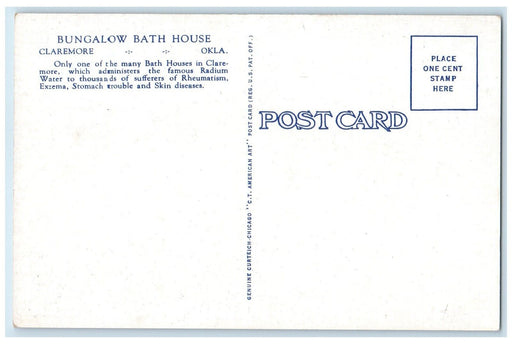 BUNGALOW BATH HOUSE
CLAREMORE -:- -:- OKLA.
Only one of the many Bath Houses in Clare-
more, which administers the famous Radium
Water to thousands of sufferers of Rheumatism,
Exzema, Stomach trouble and Skin diseases.
GENUINE CURTEICH-CHICAGO "C.T. AMERICAN ART" POST CARD (REG. U.S. PAT. OFF.)
POST CARD
PLACE
ONE CENT
STAMP
HERE